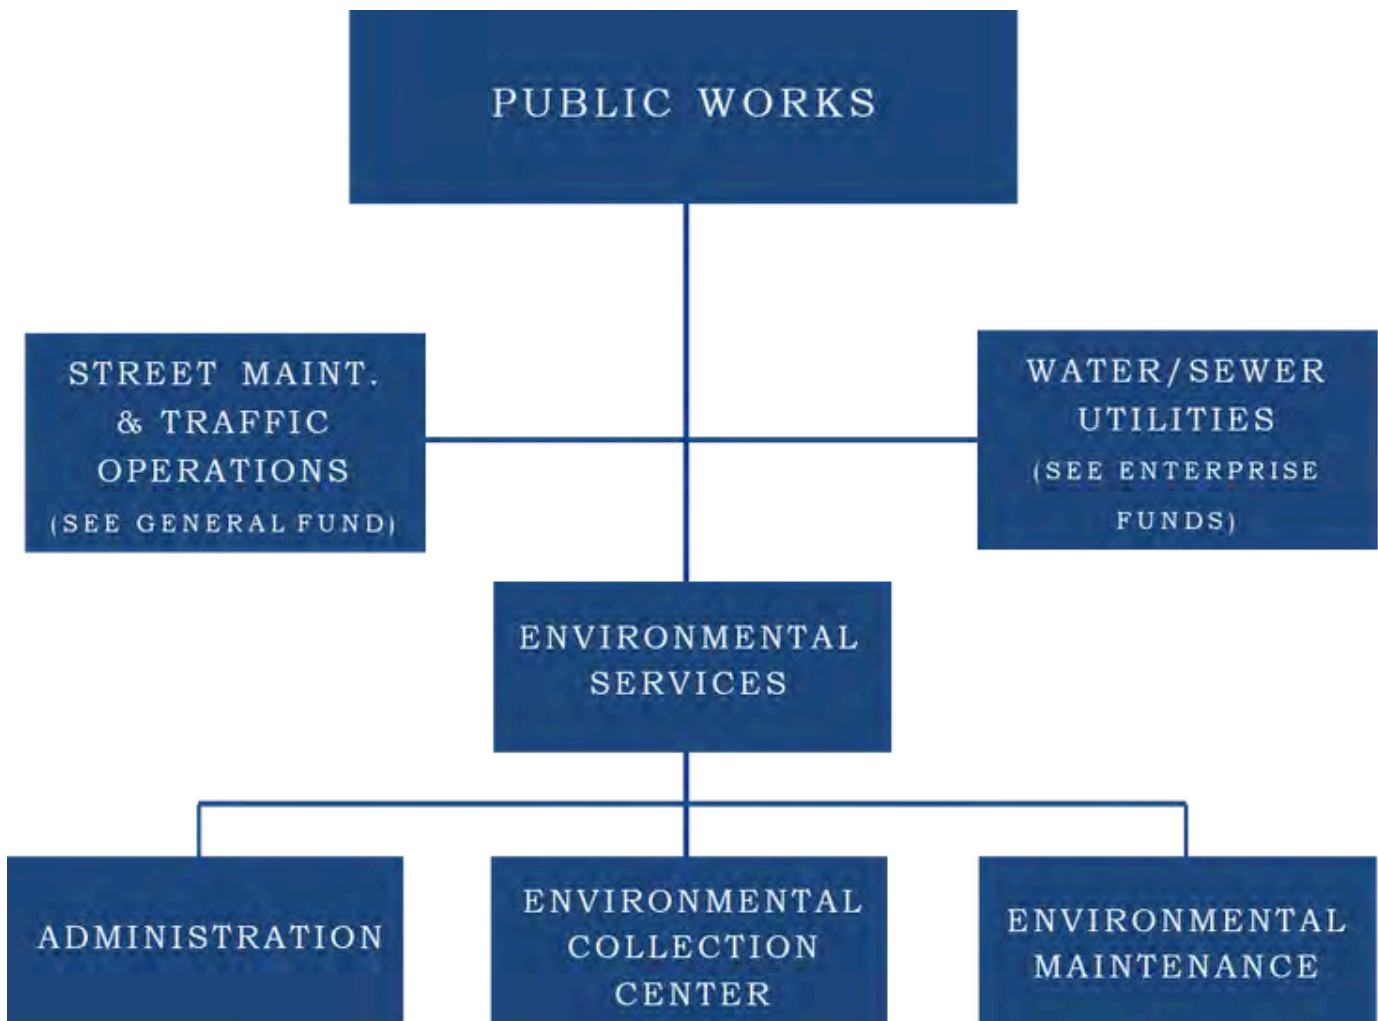 PUBLIC WORKS
STREET MAINT.
& TRAFFIC
OPERATIONS
(SEE GENERAL FUND)
WATER/SEWER
UTILITIES
(SEE ENTERPRISE
FUNDS)
ENVIRONMENTAL
SERVICES
ADMINISTRATION
ENVIRONMENTAL
COLLECTION
CENTER
ENVIRONMENTAL
MAINTENANCE